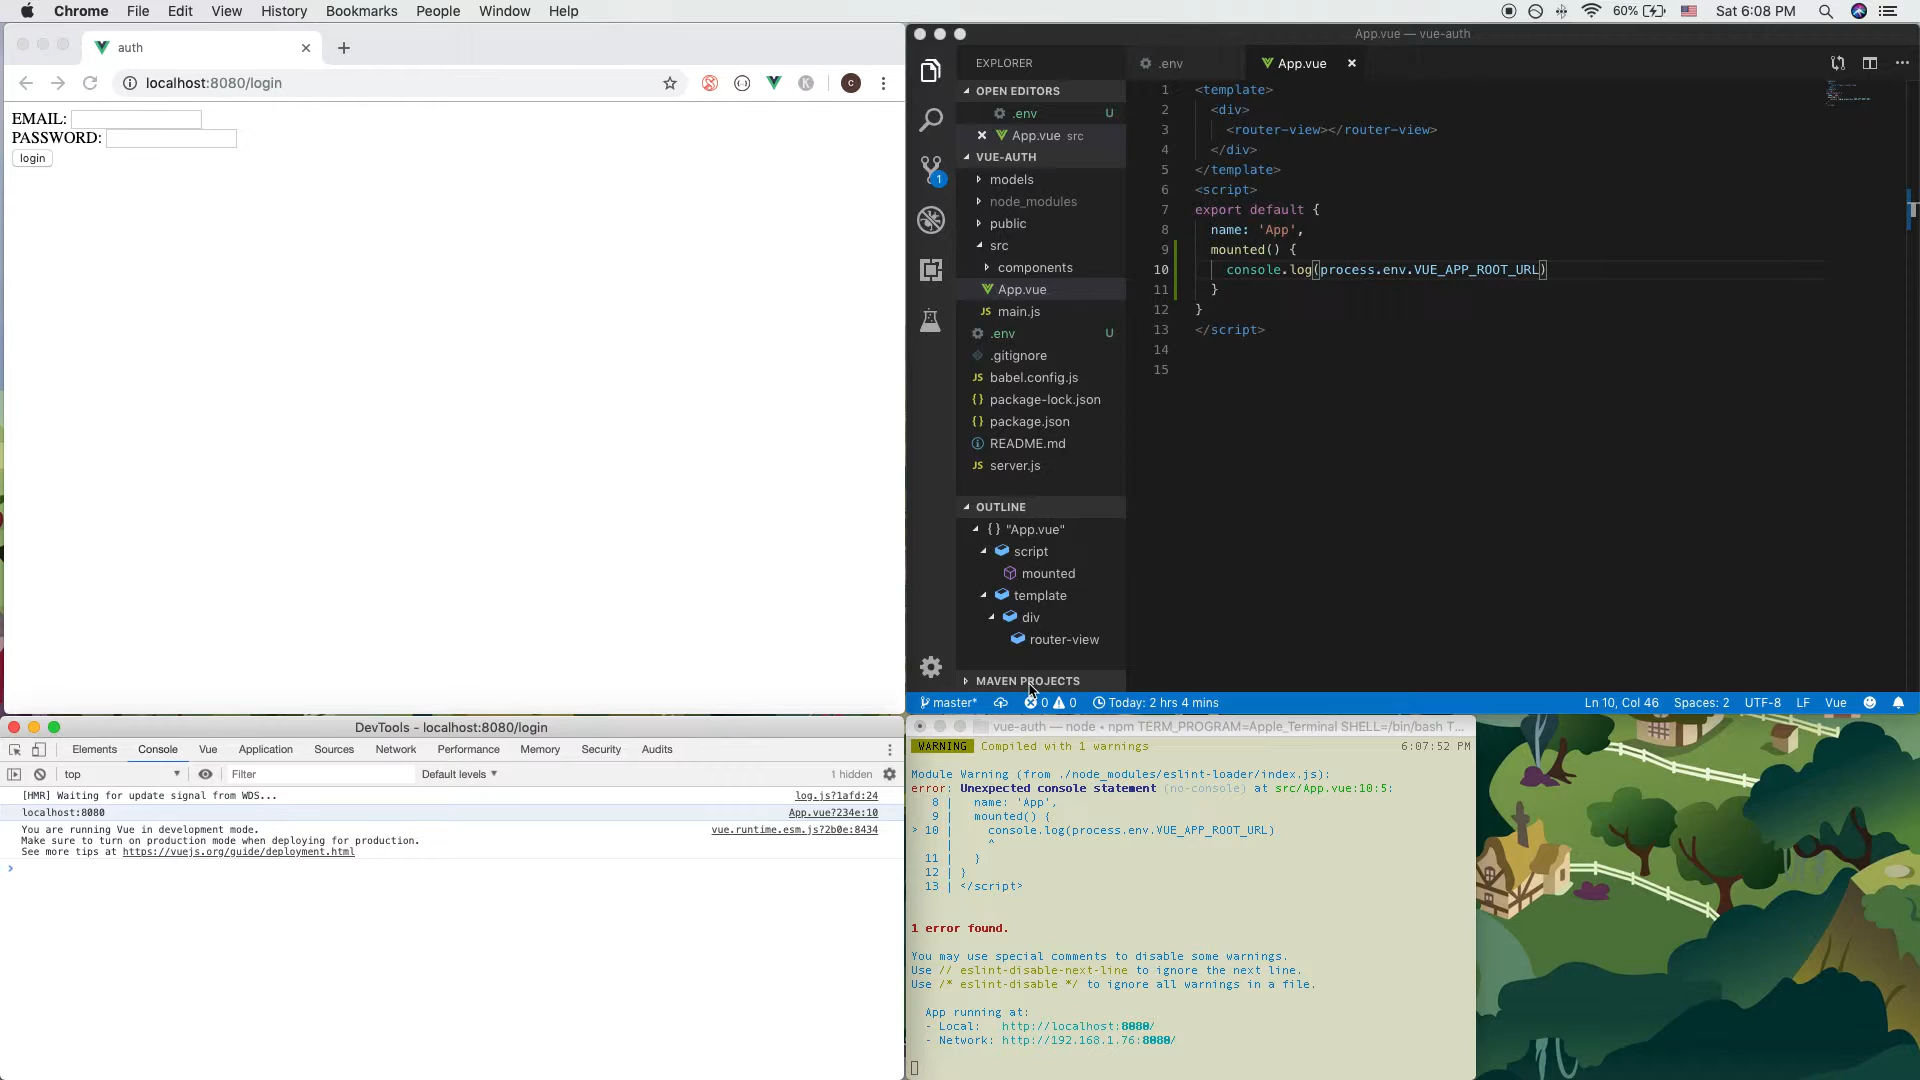 Chrome File Edit View History Bookmarks People Window Help
60% Sat 6:08 PM
auth
localhost:8080/login
EMAIL:
PASSWORD:
login
App.vue — vue-auth
EXPLORER
OPEN EDITORS
.env U
App.vue src
VUE-AUTH
models
node_modules
public
src
components
App.vue
JS main.js
.env U
.gitignore
JS babel.config.js
{} package-lock.json
{} package.json
README.md
JS server.js
OUTLINE
{} "App.vue"
script
mounted
template
div
router-view
MAVEN PROJECTS
.env App.vue
1 <template>
2 <div>
3 <router-view></router-view>
4 </div>
5 </template>
6 <script>
7 export default {
8 name: 'App',
9 mounted() {
10 console.log(process.env.VUE_APP_ROOT_URL)
11 }
12 }
13 </script>
14
15
1
master* 0 0 Today: 2 hrs 4 mins Ln 10, Col 46 Spaces: 2 UTF-8 LF Vue
DevTools - localhost:8080/login
Elements Console Vue Application Sources Network Performance Memory Security Audits
top Filter Default levels 1 hidden
[HMR] Waiting for update signal from WDS... log.js?1afd:24
localhost:8080 App.vue?234e:10
You are running Vue in development mode. vue.runtime.esm.js?2b0e:8434
Make sure to turn on production mode when deploying for production.
See more tips at https://vuejs.org/guide/deployment.html
vue-auth — node • npm TERM_PROGRAM=Apple_Terminal SHELL=/bin/bash T...
WARNING Compiled with 1 warnings 6:07:52 PM
Module Warning (from ./node_modules/eslint-loader/index.js):
error: Unexpected console statement (no-console) at src/App.vue:10:5:
8 | name: 'App',
9 | mounted() {
> 10 | console.log(process.env.VUE_APP_ROOT_URL)
| ^
11 | }
12 | }
13 | </script>
1 error found.
You may use special comments to disable some warnings.
Use // eslint-disable-next-line to ignore the next line.
Use /* eslint-disable */ to ignore all warnings in a file.
App running at:
- Local: http://localhost:8080/
- Network: http://192.168.1.76:8080/